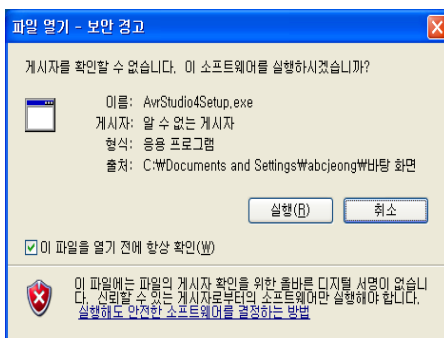 파일 열기 - 보안 경고
게시자를 확인할 수 없습니다. 이 소프트웨어를 실행하시겠습니까?
이름: AvrStudio4Setup.exe
게시자: 알 수 없는 게시자
형식: 응용 프로그램
출처: C:₩Documents and Settings₩abcjeong₩바탕 화면
실행(R) 취소
이 파일을 열기 전에 항상 확인(W)
이 파일에는 파일의 게시자 확인을 위한 올바른 디지털 서명이 없습니
다. 신뢰할 수 있는 게시자로부터의 소프트웨어만 실행해야 합니다.
실행해도 안전한 소프트웨어를 결정하는 방법